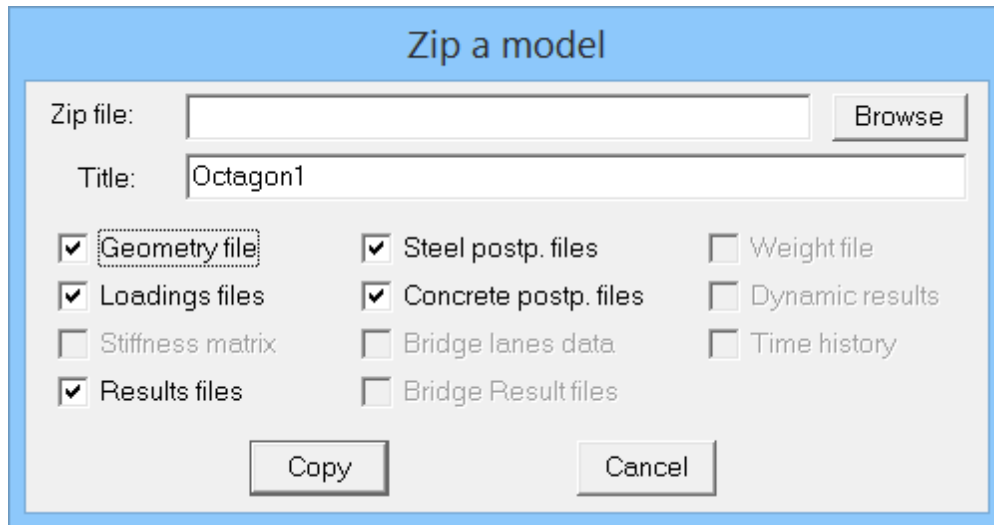 Zip a model
Zip file:
Browse
Title:
Octagon1
Geometry file
Steel postp. files
Weight file
Loadings files
Concrete postp. files
Dynamic results
Stiffness matrix
Bridge lanes data
Time history
Results files
Bridge Result files
Copy
Cancel